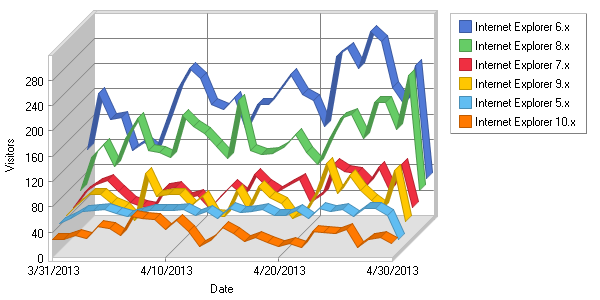 Internet Explorer 6.x
Internet Explorer 8.x
Internet Explorer 7.x
Internet Explorer 9.x
Internet Explorer 5.x
Internet Explorer 10.x
Visitors
280
240
200
160
120
80
40
0
3/31/2013
4/10/2013
4/20/2013
4/30/2013
Date